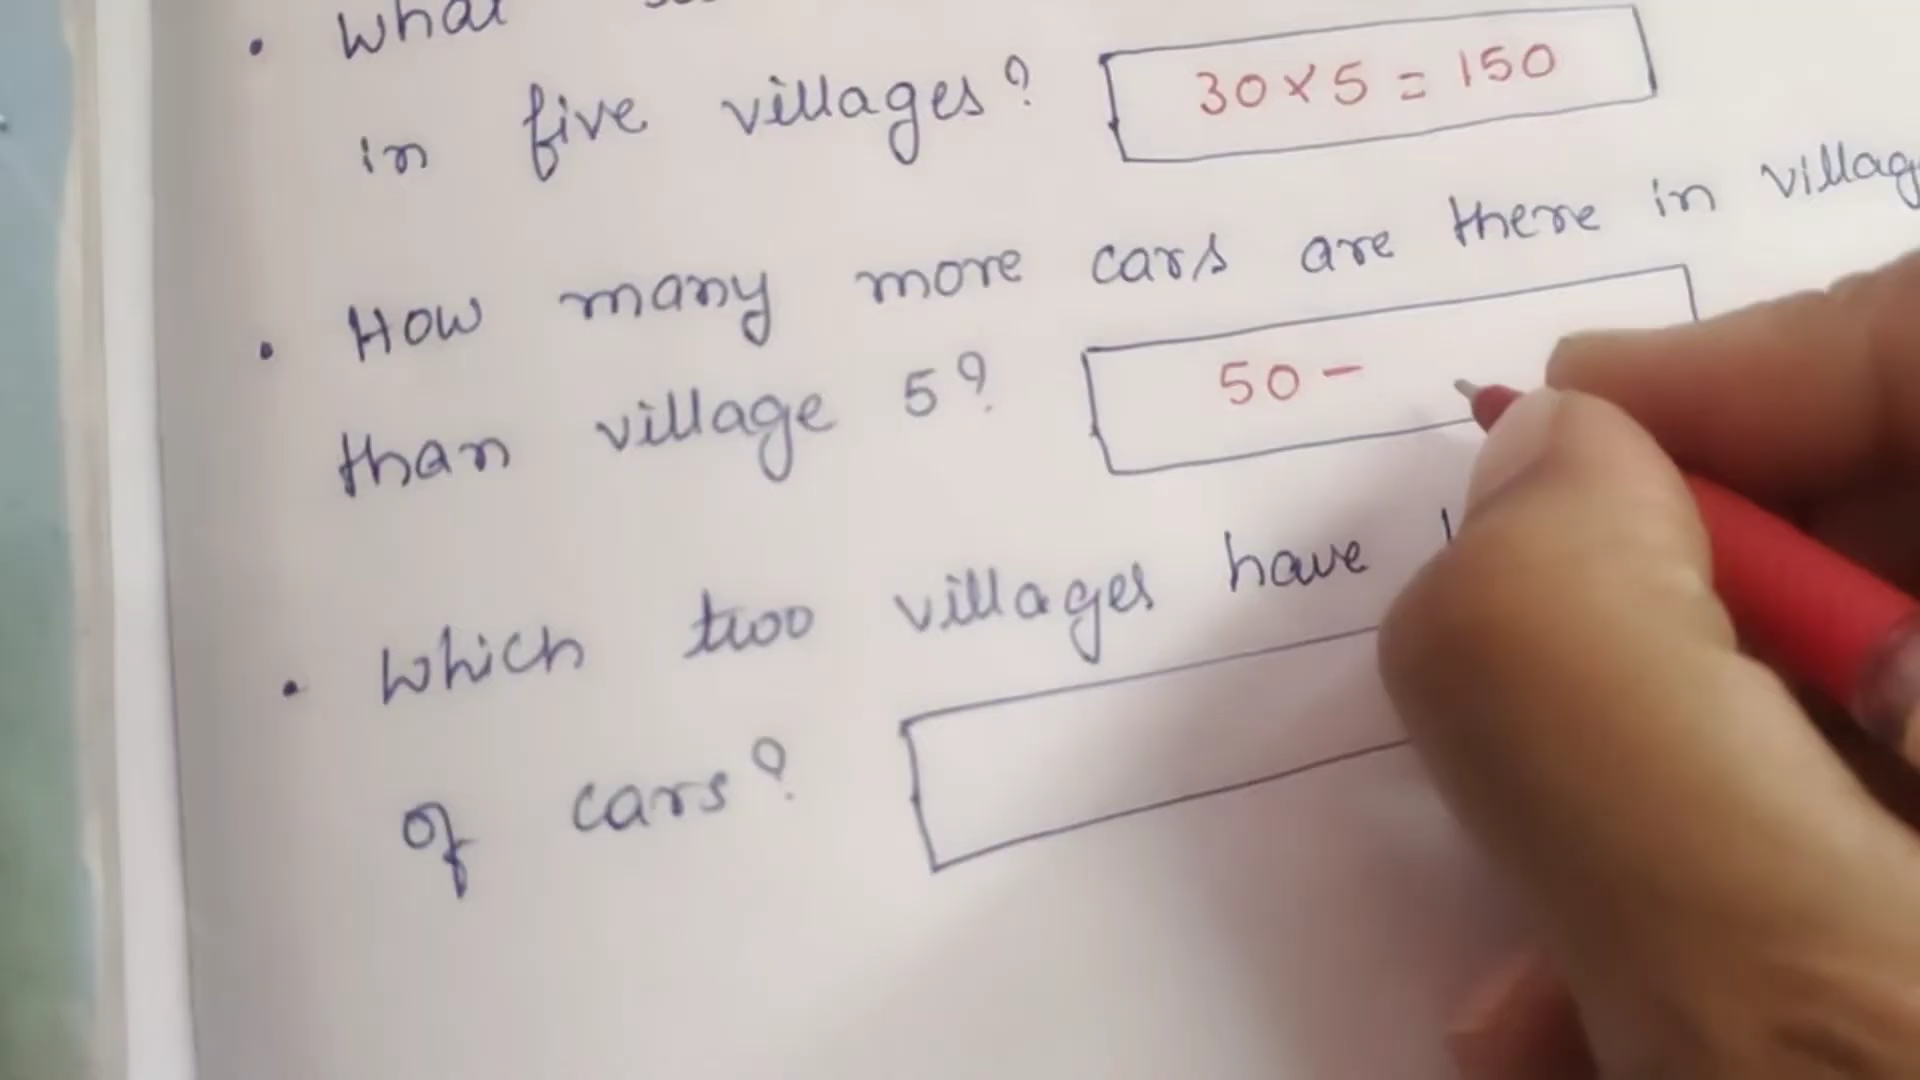 • What
in five villages? 30×5 = 150
• How many more cars are there in
than village 5? 50 –
• Which two villages have
of cars?